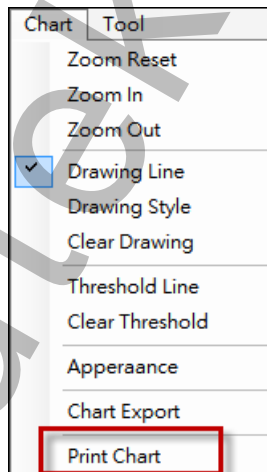 Chart Tool
Zoom Reset
Zoom In
Zoom Out
Drawing Line
Drawing Style
Clear Drawing
Threshold Line
Clear Threshold
Apperaance
Chart Export
Print Chart